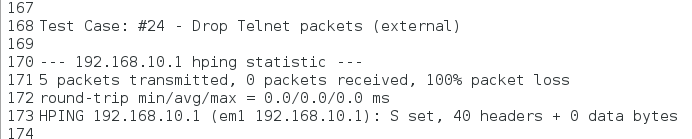 167
168 Test Case: #24 - Drop Telnet packets (external)
169
170 --- 192.168.10.1 hping statistic ---
171 5 packets transmitted, 0 packets received, 100% packet loss
172 round-trip min/avg/max = 0.0/0.0/0.0 ms
173 HPING 192.168.10.1 (em1 192.168.10.1): S set, 40 headers + 0 data bytes
174